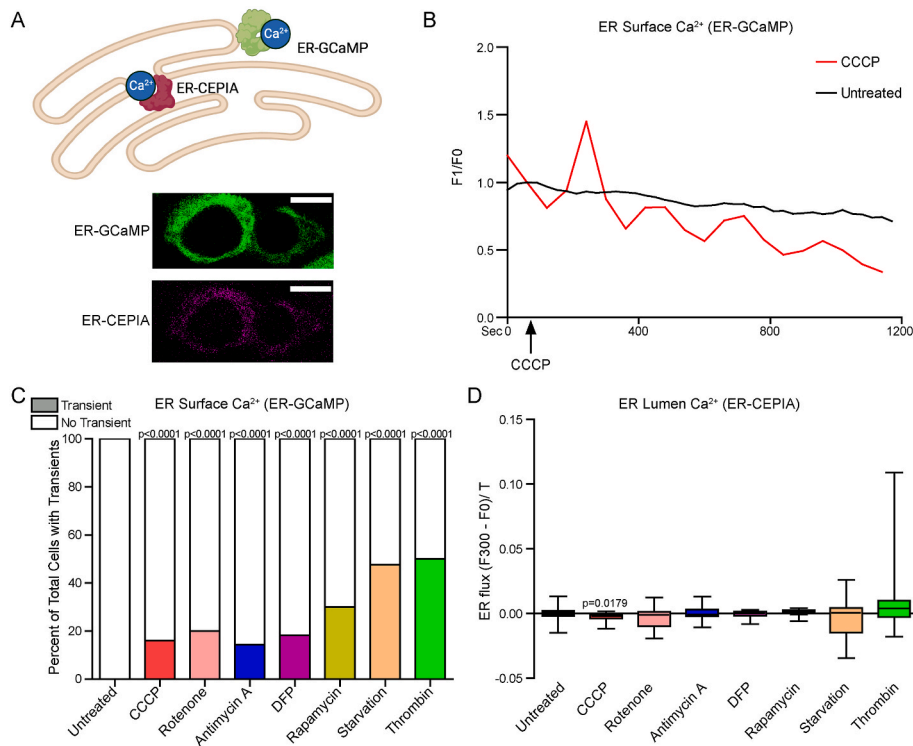 A
Ca²⁺
ER-GCaMP
Ca²⁺
ER-CEPIA
ER-GCaMP
ER-CEPIA
B
ER Surface Ca²⁺ (ER-GCaMP)
2.0
1.5
1.0
0.5
0.0
F1/F0
CCCP
Untreated
Sec 0 400 800 1200
CCCP
C
Transient
No Transient
ER Surface Ca²⁺ (ER-GCaMP)
p<0.0001 p<0.0001 p<0.0001 p<0.0001 p<0.0001 p<0.0001 p<0.0001
100
80
60
40
20
0
Percent of Total Cells with Transients
Untreated
CCCP
Rotenone
Antimycin A
DFP
Rapamycin
Starvation
Thrombin
D
ER Lumen Ca²⁺ (ER-CEPIA)
0.15
0.10
0.05
0.00
-0.05
ER flux (F300 - F0)/ T
p=0.0179
Untreated
CCCP
Rotenone
Antimycin A
DFP
Rapamycin
Starvation
Thrombin